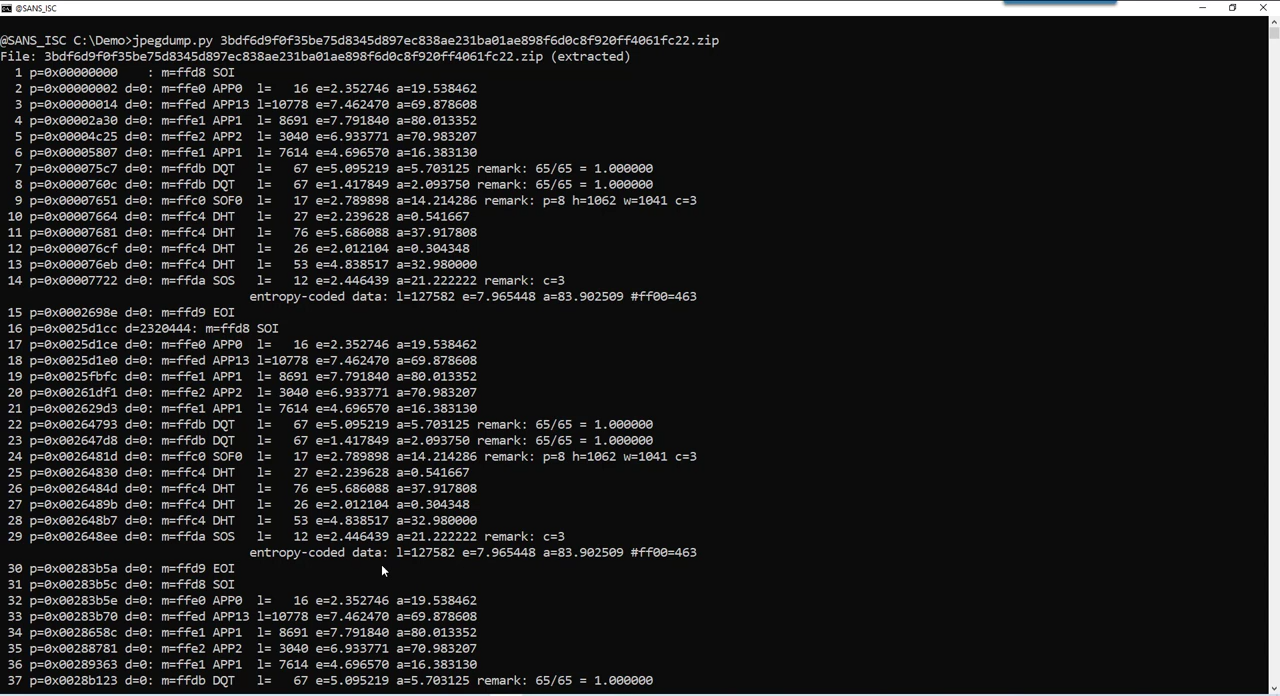 @SANS_ISC
@SANS_ISC C:\Demo>jpegdump.py 3bdf6d9f0f35be75d8345d897ec838ae231ba01ae898f6d0c8f920ff4061fc22.zip
File: 3bdf6d9f0f35be75d8345d897ec838ae231ba01ae898f6d0c8f920ff4061fc22.zip (extracted)
1 p=0x00000000    : m=ffd8 SOI
2 p=0x00000002 d=0: m=ffe0 APP0  l=   16 e=2.352746 a=19.538462
3 p=0x00000014 d=0: m=ffed APP13 l=10778 e=7.462470 a=69.878608
4 p=0x00002a30 d=0: m=ffe1 APP1  l= 8691 e=7.791840 a=80.013352
5 p=0x00004c25 d=0: m=ffe2 APP2  l= 3040 e=6.933771 a=70.983207
6 p=0x00005807 d=0: m=ffe1 APP1  l= 7614 e=4.696570 a=16.383130
7 p=0x000075c7 d=0: m=ffdb DQT   l=   67 e=5.095219 a=5.703125 remark: 65/65 = 1.000000
8 p=0x0000760c d=0: m=ffdb DQT   l=   67 e=1.417849 a=2.093750 remark: 65/65 = 1.000000
9 p=0x00007651 d=0: m=ffc0 SOF0  l=   17 e=2.789898 a=14.214286 remark: p=8 h=1062 w=1041 c=3
10 p=0x00007664 d=0: m=ffc4 DHT   l=   27 e=2.239628 a=0.541667
11 p=0x00007681 d=0: m=ffc4 DHT   l=   76 e=5.686088 a=37.917808
12 p=0x000076cf d=0: m=ffc4 DHT   l=   26 e=2.012104 a=0.304348
13 p=0x000076eb d=0: m=ffc4 DHT   l=   53 e=4.838517 a=32.980000
14 p=0x00007722 d=0: m=ffda SOS   l=   12 e=2.446439 a=21.222222 remark: c=3
entropy-coded data: l=127582 e=7.965448 a=83.902509 #ff00=463
15 p=0x0002698e d=0: m=ffd9 EOI
16 p=0x0025d1cc d=2320444: m=ffd8 SOI
17 p=0x0025d1ce d=0: m=ffe0 APP0  l=   16 e=2.352746 a=19.538462
18 p=0x0025d1e0 d=0: m=ffed APP13 l=10778 e=7.462470 a=69.878608
19 p=0x0025fbfc d=0: m=ffe1 APP1  l= 8691 e=7.791840 a=80.013352
20 p=0x00261df1 d=0: m=ffe2 APP2  l= 3040 e=6.933771 a=70.983207
21 p=0x002629d3 d=0: m=ffe1 APP1  l= 7614 e=4.696570 a=16.383130
22 p=0x00264793 d=0: m=ffdb DQT   l=   67 e=5.095219 a=5.703125 remark: 65/65 = 1.000000
23 p=0x002647d8 d=0: m=ffdb DQT   l=   67 e=1.417849 a=2.093750 remark: 65/65 = 1.000000
24 p=0x0026481d d=0: m=ffc0 SOF0  l=   17 e=2.789898 a=14.214286 remark: p=8 h=1062 w=1041 c=3
25 p=0x00264830 d=0: m=ffc4 DHT   l=   27 e=2.239628 a=0.541667
26 p=0x0026484d d=0: m=ffc4 DHT   l=   76 e=5.686088 a=37.917808
27 p=0x0026489b d=0: m=ffc4 DHT   l=   26 e=2.012104 a=0.304348
28 p=0x002648b7 d=0: m=ffc4 DHT   l=   53 e=4.838517 a=32.980000
29 p=0x002648ee d=0: m=ffda SOS   l=   12 e=2.446439 a=21.222222 remark: c=3
entropy-coded data: l=127582 e=7.965448 a=83.902509 #ff00=463
30 p=0x00283b5a d=0: m=ffd9 EOI
31 p=0x00283b5c d=0: m=ffd8 SOI
32 p=0x00283b5e d=0: m=ffe0 APP0  l=   16 e=2.352746 a=19.538462
33 p=0x00283b70 d=0: m=ffed APP13 l=10778 e=7.462470 a=69.878608
34 p=0x0028658c d=0: m=ffe1 APP1  l= 8691 e=7.791840 a=80.013352
35 p=0x00288781 d=0: m=ffe2 APP2  l= 3040 e=6.933771 a=70.983207
36 p=0x00289363 d=0: m=ffe1 APP1  l= 7614 e=4.696570 a=16.383130
37 p=0x0028b123 d=0: m=ffdb DQT   l=   67 e=5.095219 a=5.703125 remark: 65/65 = 1.000000